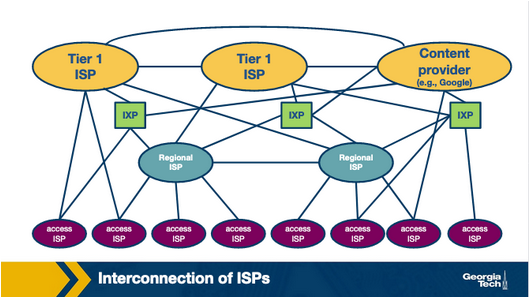 Tier 1
ISP
Tier 1
ISP
Content
provider
(e.g., Google)
IXP
IXP
IXP
Regional
ISP
Regional
ISP
access
ISP
access
ISP
access
ISP
access
ISP
access
ISP
access
ISP
access
ISP
access
ISP
Interconnection of ISPs
Georgia
Tech